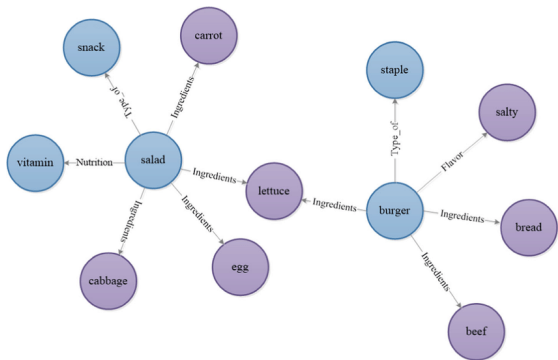 carrot
snack
staple
Type_of
Ingredients
salty
Type_of
Flavor
vitamin
Nutrition
salad
Ingredients
lettuce
Ingredients
burger
Ingredients
bread
Ingredients
Ingredients
cabbage
egg
Ingredients
beef